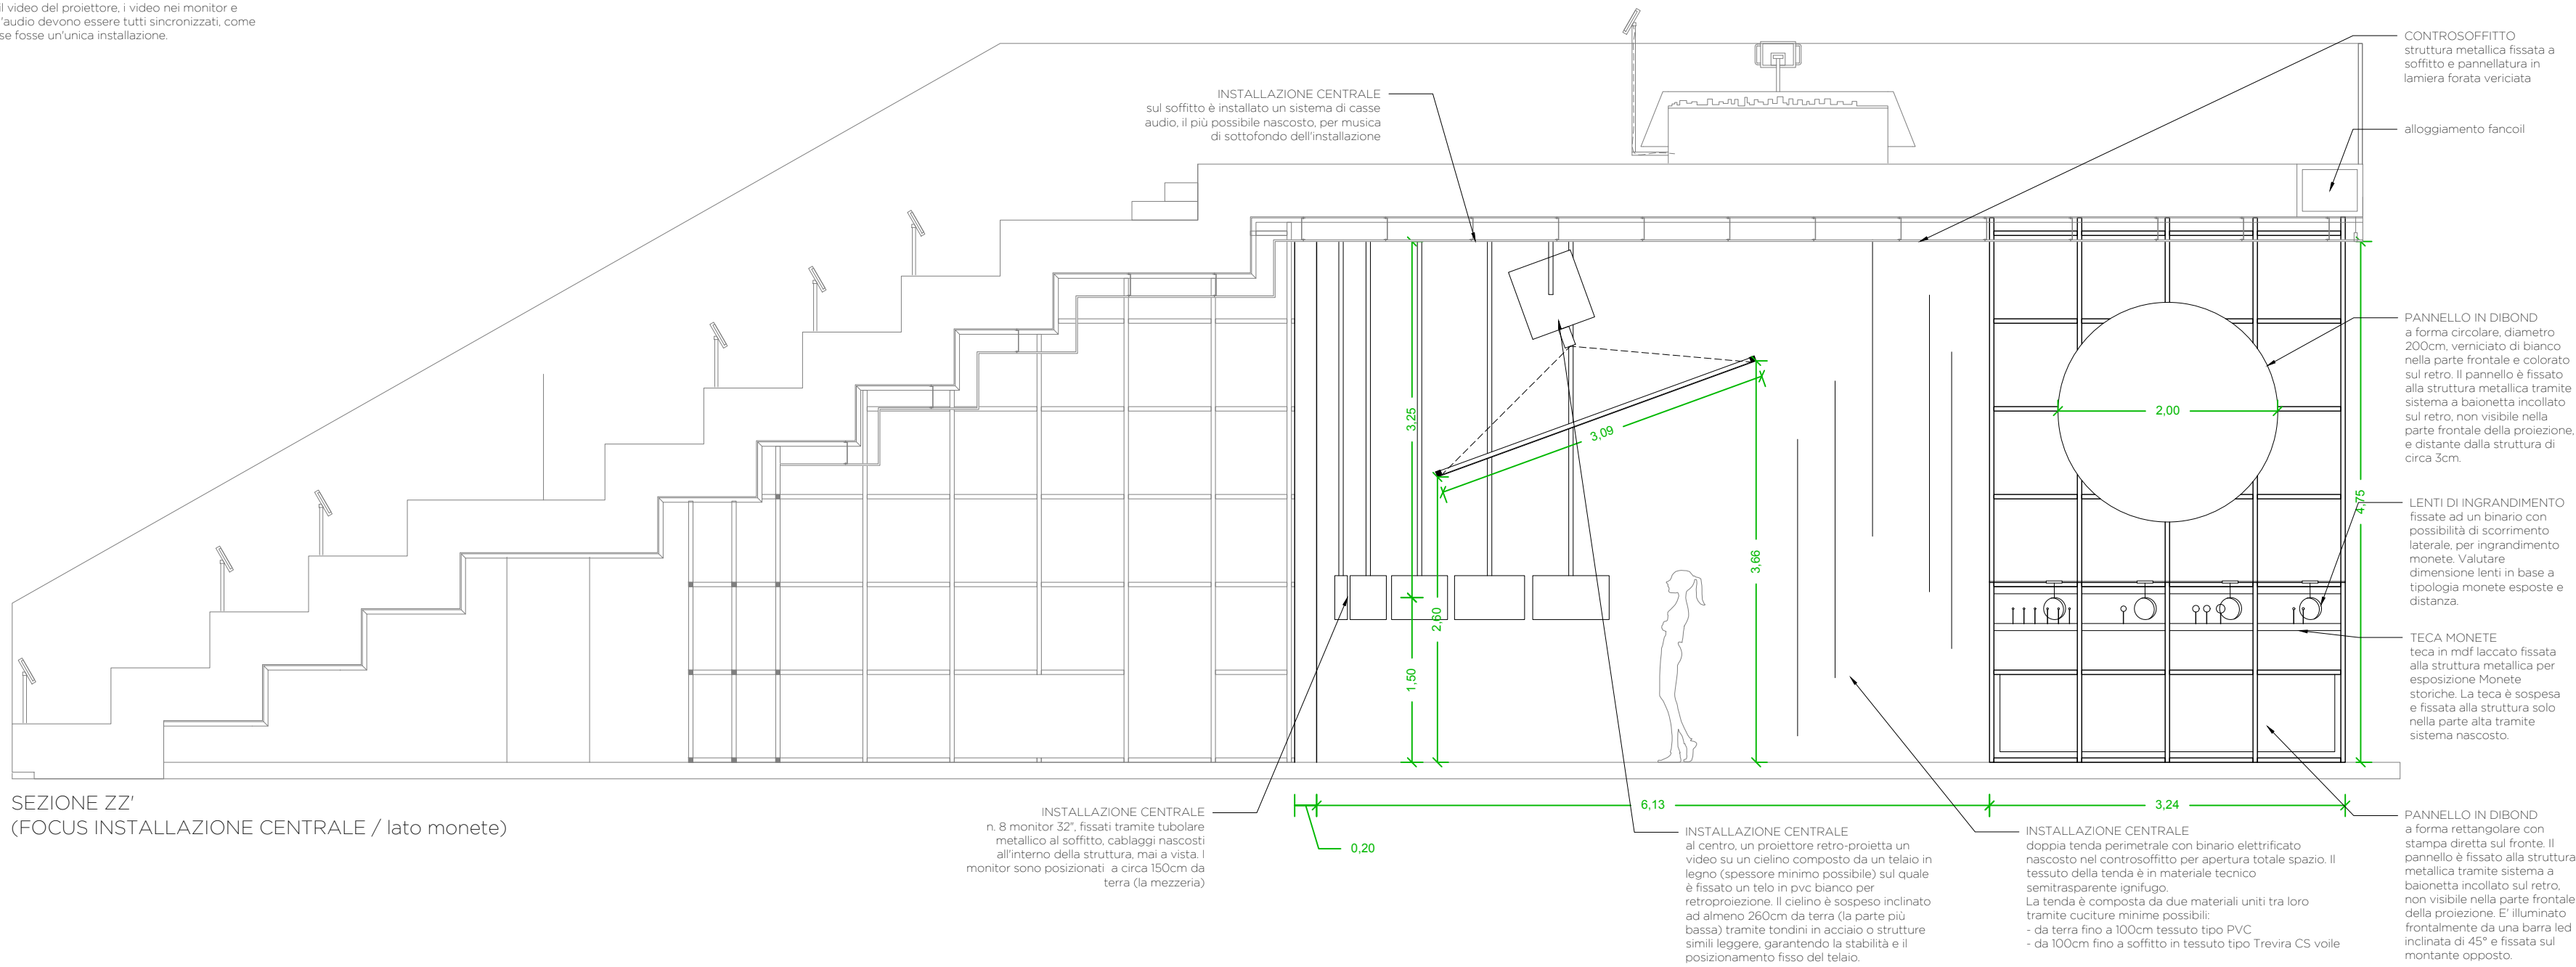 il video del proiettore, i video nei monitor e
l'audio devono essere tutti sincronizzati, come
se fosse un'unica installazione.
INSTALLAZIONE CENTRALE
sul soffitto è installato un sistema di casse
audio, il più possibile nascosto, per musica
di sottofondo dell'installazione
CONTROSOFFITTO
struttura metallica fissata a
soffitto e pannellatura in
lamiera forata vericiata
alloggiamento fancoil
PANNELLO IN DIBOND
a forma circolare, diametro
200cm, verniciato di bianco
nella parte frontale e colorato
sul retro. Il pannello è fissato
alla struttura metallica tramite
sistema a baionetta incollato
sul retro, non visibile nella
parte frontale della proiezione,
e distante dalla struttura di
circa 3cm.
LENTI DI INGRANDIMENTO
fissate ad un binario con
possibilità di scorrimento
laterale, per ingrandimento
monete. Valutare
dimensione lenti in base a
tipologia monete esposte e
distanza.
TECA MONETE
teca in mdf laccato fissata
alla struttura metallica per
esposizione Monete
storiche. La teca è sospesa
e fissata alla struttura solo
nella parte alta tramite
sistema nascosto.
PANNELLO IN DIBOND
a forma rettangolare con
stampa diretta sul fronte. Il
pannello è fissato alla struttura
metallica tramite sistema a
baionetta incollato sul retro,
non visibile nella parte frontale
della proiezione. E' illuminato
frontalmente da una barra led
inclinata di 45° e fissata sul
montante opposto.
3,25
3,09
2,00
4,75
3,66
2,60
1,50
6,13
3,24
0,20
SEZIONE ZZ'
(FOCUS INSTALLAZIONE CENTRALE / lato monete)
INSTALLAZIONE CENTRALE
n. 8 monitor 32", fissati tramite tubolare
metallico al soffitto, cablaggi nascosti
all'interno della struttura, mai a vista. I
monitor sono posizionati a circa 150cm da
terra (la mezzeria)
INSTALLAZIONE CENTRALE
al centro, un proiettore retro-proietta un
video su un cielino composto da un telaio in
legno (spessore minimo possibile) sul quale
è fissato un telo in pvc bianco per
retroproiezione. Il cielino è sospeso inclinato
ad almeno 260cm da terra (la parte più
bassa) tramite tondini in acciaio o strutture
simili leggere, garantendo la stabilità e il
posizionamento fisso del telaio.
INSTALLAZIONE CENTRALE
doppia tenda perimetrale con binario elettrificato
nascosto nel controsoffitto per apertura totale spazio. Il
tessuto della tenda è in materiale tecnico
semitrasparente ignifugo.
La tenda è composta da due materiali uniti tra loro
tramite cuciture minime possibili:
- da terra fino a 100cm tessuto tipo PVC
- da 100cm fino a soffitto in tessuto tipo Trevira CS voile